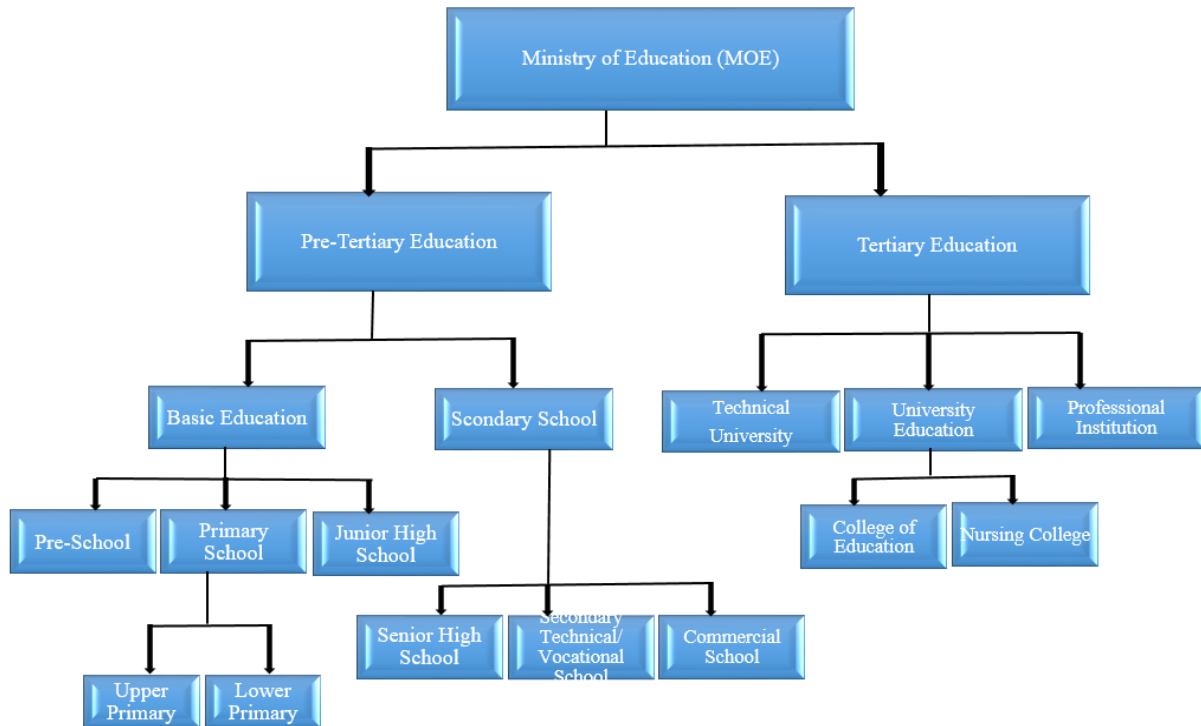 Ministry of Education (MOE)
Pre-Tertiary Education
Tertiary Education
Basic Education
Scondary School
Technical
University
University
Education
Professional
Institution
Pre-School
Primary
School
Junior High
School
College of
Education
Nursing College
Senior High
School
Secondary
Technical/
Vocational
School
Commercial
School
Upper
Primary
Lower
Primary